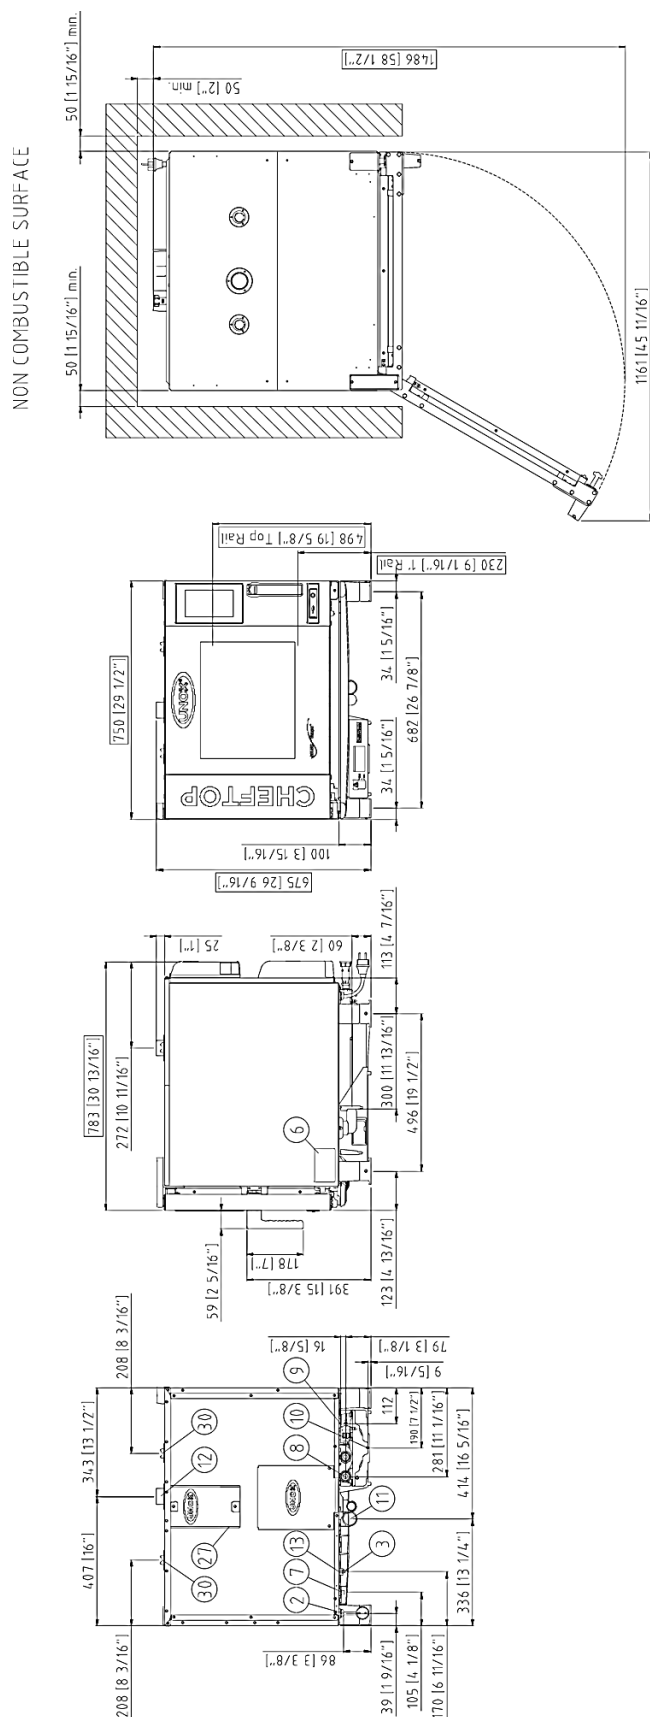 NON COMBUSTIBLE SURFACE
50 [1 15/16"] min.
50 [1 15/16"] min.
50 [2"] min.
1486 [58 1/2"]
1161 [45 11/16"]
750 [29 1/2"]
498 [19 5/8"] Top Rail
230 [9 1/16"] 1° Rail
34 [1 5/16"]
34 [1 5/16"]
682 [26 7/8"]
100 [3 15/16"]
675 [26 9/16"]
UNOX
CHEFTOP
783 [30 13/16"]
272 [10 11/16"]
25 [1"]
60 [2 3/8"]
113 [4 7/16"]
300 [11 13/16"]
496 [19 1/2"]
123 [4 13/16"]
6
59 [2 5/16"]
178 [7"]
391 [15 3/8"]
208 [8 3/16"]
343 [13 1/2"]
407 [16"]
208 [8 3/16"]
30
12
30
27
UNOX
UNOX
16 [5/8"]
79 [3 1/8"]
9 [5/16"]
9
10
8
11
13
3
7
2
112
190 [7 1/2"]
281 [11 1/16"]
414 [16 5/16"]
336 [13 1/4"]
86 [3 3/8"]
39 [1 9/16"]
105 [4 1/8"]
170 [6 11/16"]